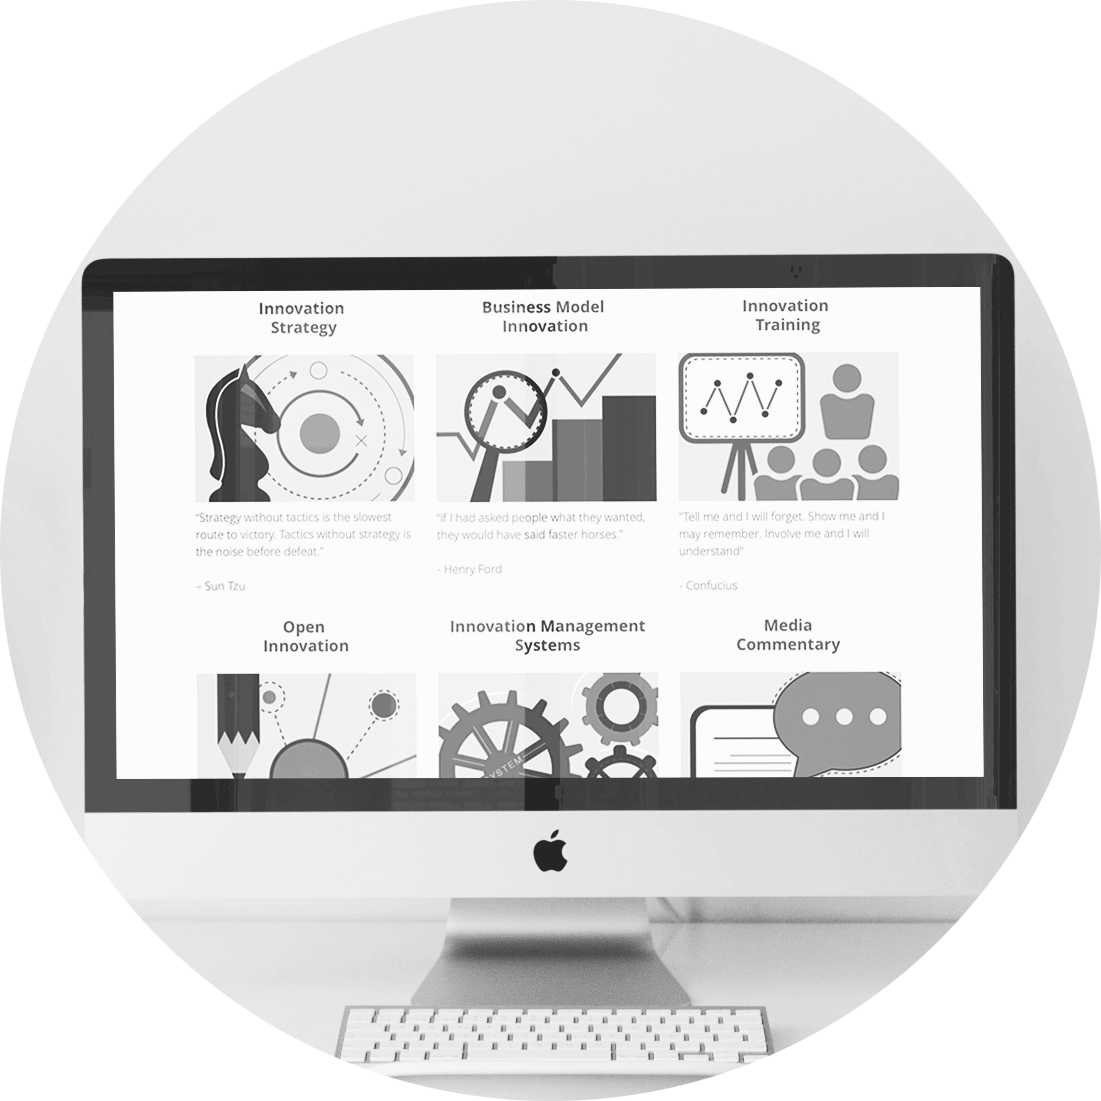 Innovation
Strategy
Business Model
Innovation
Innovation
Training
“Strategy without tactics is the slowest
route to victory. Tactics without strategy is
the noise before defeat.”
– Sun Tzu
“If I had asked people what they wanted,
they would have said faster horses.”
- Henry Ford
“Tell me and I will forget. Show me and I
may remember. Involve me and I will
understand”
- Confucius
Open
Innovation
Innovation Management
Systems
Media
Commentary
SYSTEM